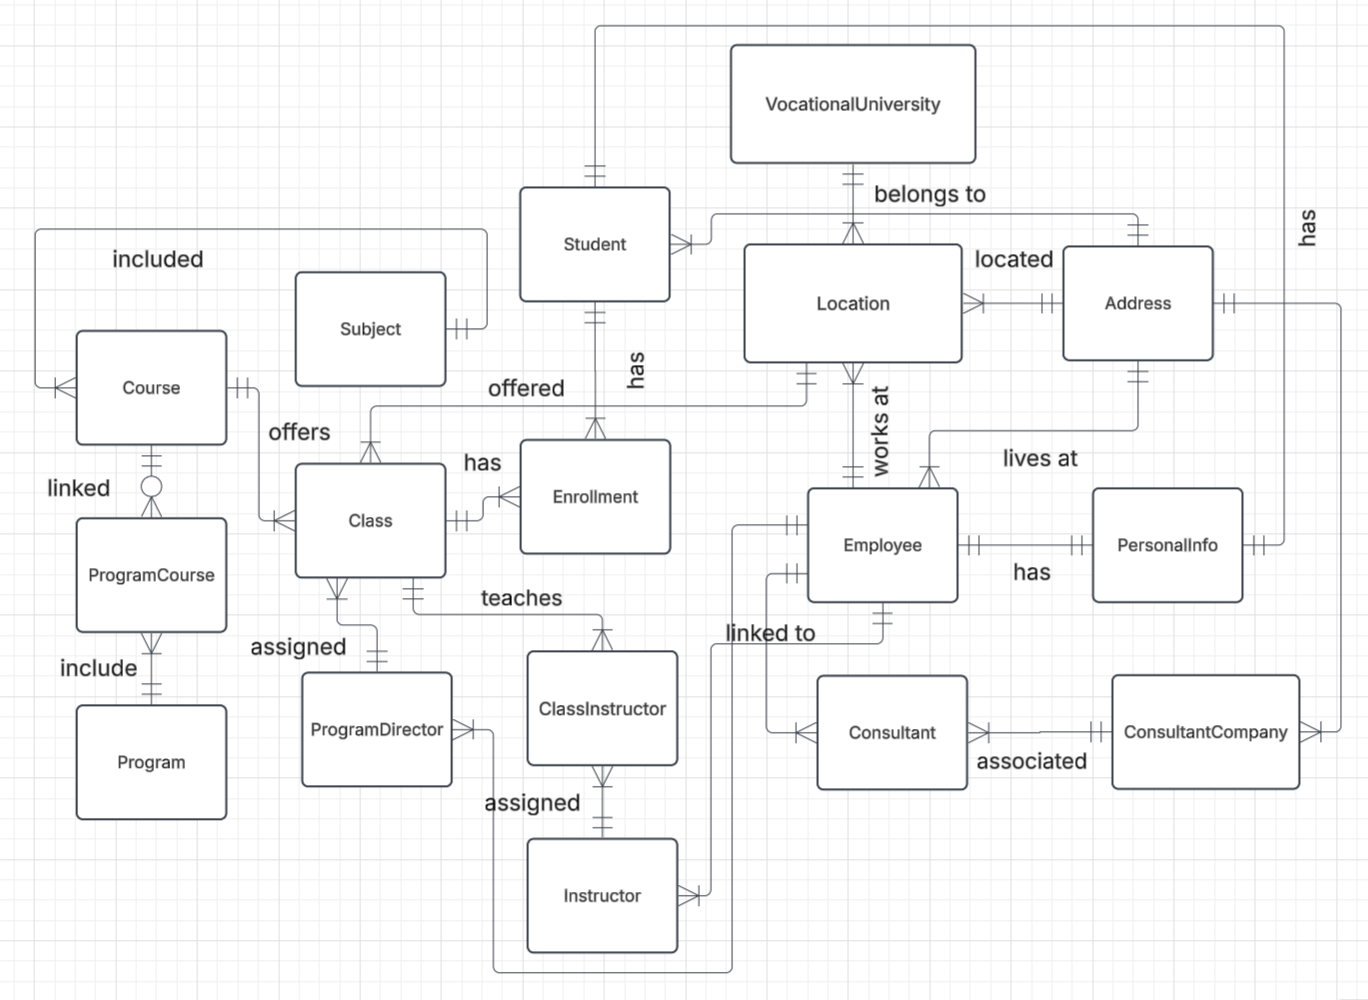 VocationalUniversity
belongs to
has
Student
included
located
Location
Address
Subject
Course
has
offered
works at
offers
has
lives at
linked
Enrollment
Class
Employee
PersonalInfo
ProgramCourse
has
teaches
linked to
assigned
include
ClassInstructor
ProgramDirector
Consultant
ConsultantCompany
Program
associated
assigned
Instructor